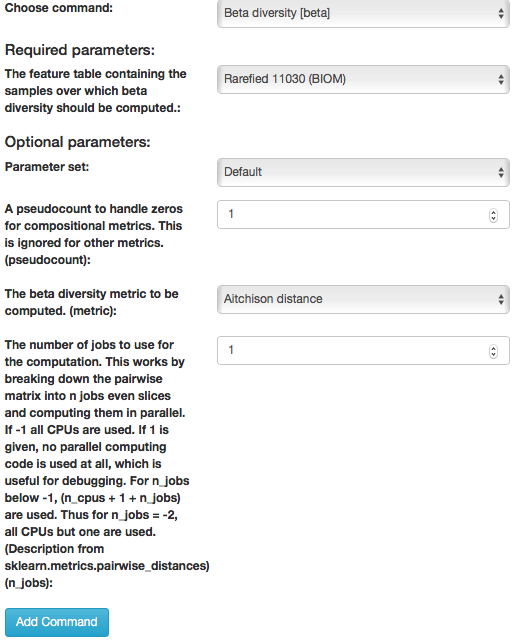 Choose command:
Beta diversity [beta]
Required parameters:
The feature table containing the
samples over which beta
diversity should be computed.:
Rarefied 11030 (BIOM)
Optional parameters:
Parameter set:
Default
A pseudocount to handle zeros
for compositional metrics. This
is ignored for other metrics.
(pseudocount):
1
The beta diversity metric to be
computed. (metric):
Aitchison distance
The number of jobs to use for
the computation. This works by
breaking down the pairwise
matrix into n jobs even slices
and computing them in parallel.
If -1 all CPUs are used. If 1 is
given, no parallel computing
code is used at all, which is
useful for debugging. For n_jobs
below -1, (n_cpus + 1 + n_jobs)
are used. Thus for n_jobs = -2,
all CPUs but one are used.
(Description from
sklearn.metrics.pairwise_distances)
(n_jobs):
1
Add Command